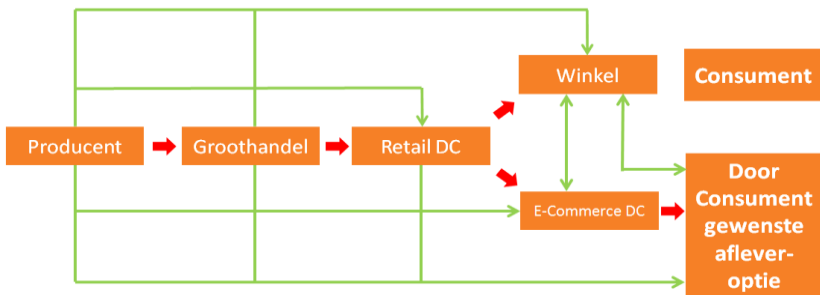 Winkel
Consument
Producent
Groothandel
Retail DC
E-Commerce DC
Door
Consument
gewenste
aflever-
optie